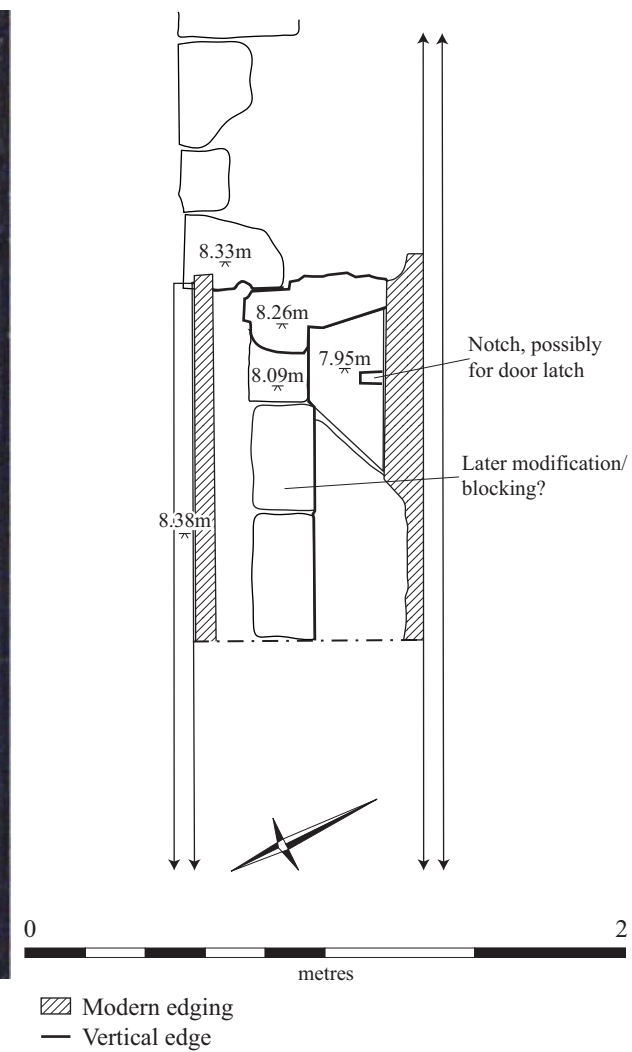 8.33m
8.26m
7.95m
8.09m
Notch, possibly
for door latch
Later modification/
blocking?
8.38m
0
2
metres
Modern edging
Vertical edge